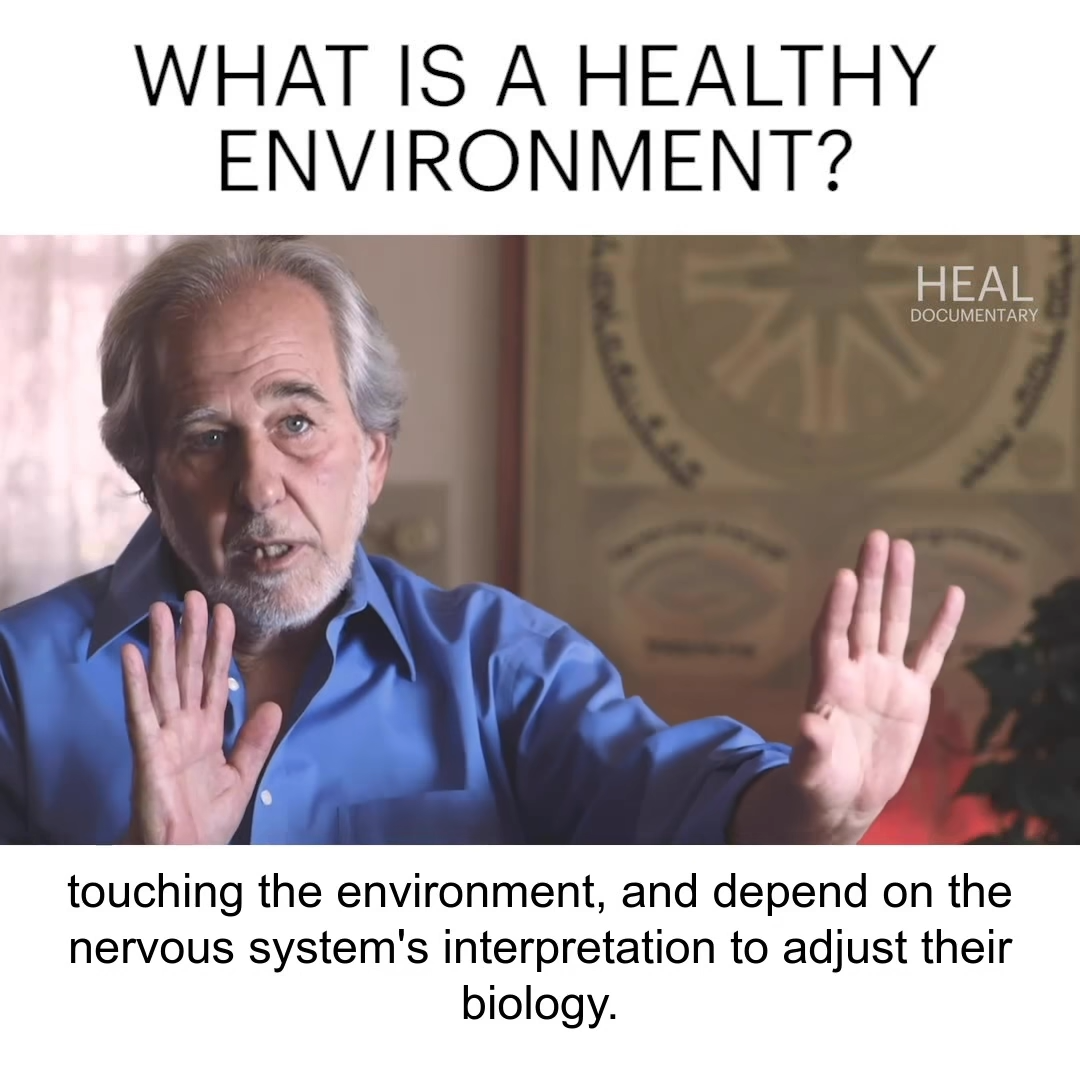 WHAT IS A HEALTHY
ENVIRONMENT?
HEAL
DOCUMENTARY
touching the environment, and depend on the
nervous system's interpretation to adjust their
biology.